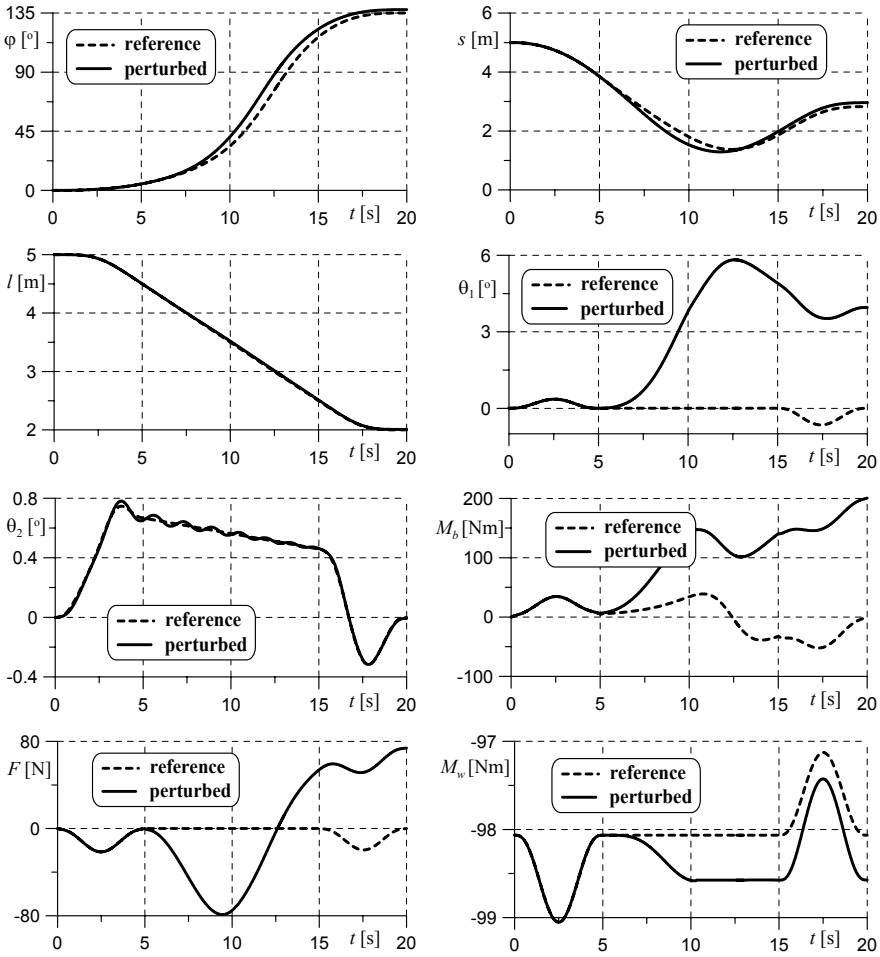 135
φ [º]
90
45
0
reference
perturbed
0 5 10 15 20
t [s]
6
s [m]
4
2
0
reference
perturbed
0 5 10 15 20
t [s]
5
l [m]
4
3
2
reference
perturbed
0 5 10 15 20
t [s]
6
θ1 [º]
3
0
reference
perturbed
0 5 10 15 20
t [s]
0.8
θ2 [º]
0.4
0
-0.4
reference
perturbed
0 5 10 15 20
t [s]
200
Mb [Nm]
100
0
-100
reference
perturbed
0 5 10 15 20
t [s]
80
F [N]
0
-80
reference
perturbed
0 5 10 15 20
t [s]
-97
Mw [Nm]
-98
-99
reference
perturbed
0 5 10 15 20
t [s]